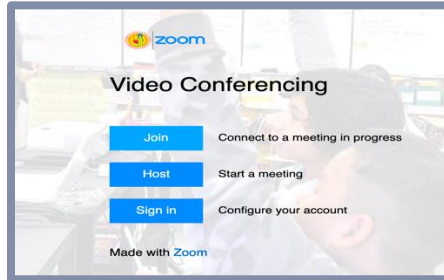 zoom
Video Conferencing
Join Connect to a meeting in progress
Host Start a meeting
Sign in Configure your account
Made with Zoom